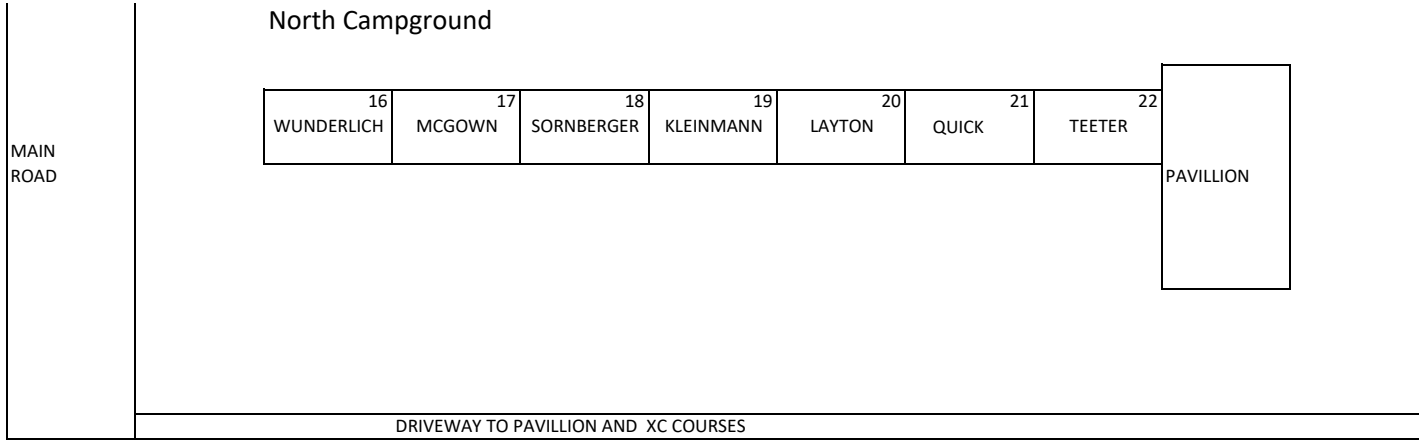 North Campground
16 17 18 19 20 21 22
WUNDERLICH MCGOWN SORNBERGER KLEINMANN LAYTON QUICK TEETER
MAIN
ROAD
PAVILLION
DRIVEWAY TO PAVILLION AND XC COURSES